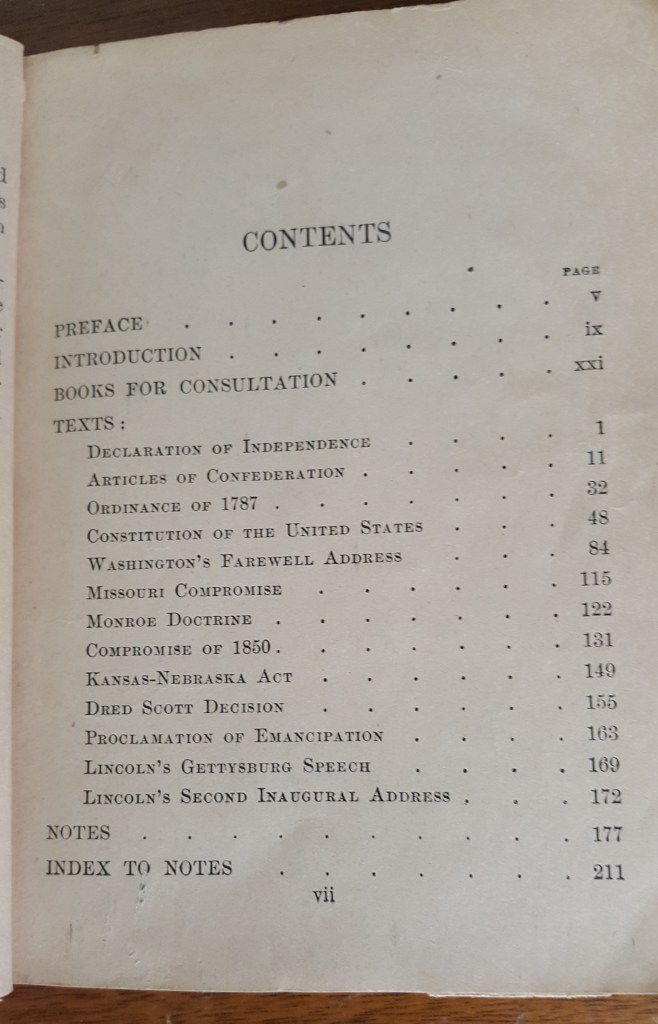 CONTENTS
PAGE
PREFACE . . . . . . . . . v
INTRODUCTION . . . . . . . . ix
BOOKS FOR CONSULTATION . . . . . xxi
TEXTS :
DECLARATION OF INDEPENDENCE . . . . 1
ARTICLES OF CONFEDERATION . . . . . 11
ORDINANCE OF 1787 . . . . . . . 32
CONSTITUTION OF THE UNITED STATES . . . 48
WASHINGTON'S FAREWELL ADDRESS . . . 84
MISSOURI COMPROMISE . . . . . . 115
MONROE DOCTRINE . . . . . . . 122
COMPROMISE OF 1850 . . . . . . . 131
KANSAS-NEBRASKA ACT . . . . . . 149
DRED SCOTT DECISION . . . . . . 155
PROCLAMATION OF EMANCIPATION . . . . 163
LINCOLN'S GETTYSBURG SPEECH . . . . 169
LINCOLN'S SECOND INAUGURAL ADDRESS . . . 172
NOTES . . . . . . . . . . 177
INDEX TO NOTES . . . . . . . 211
vii